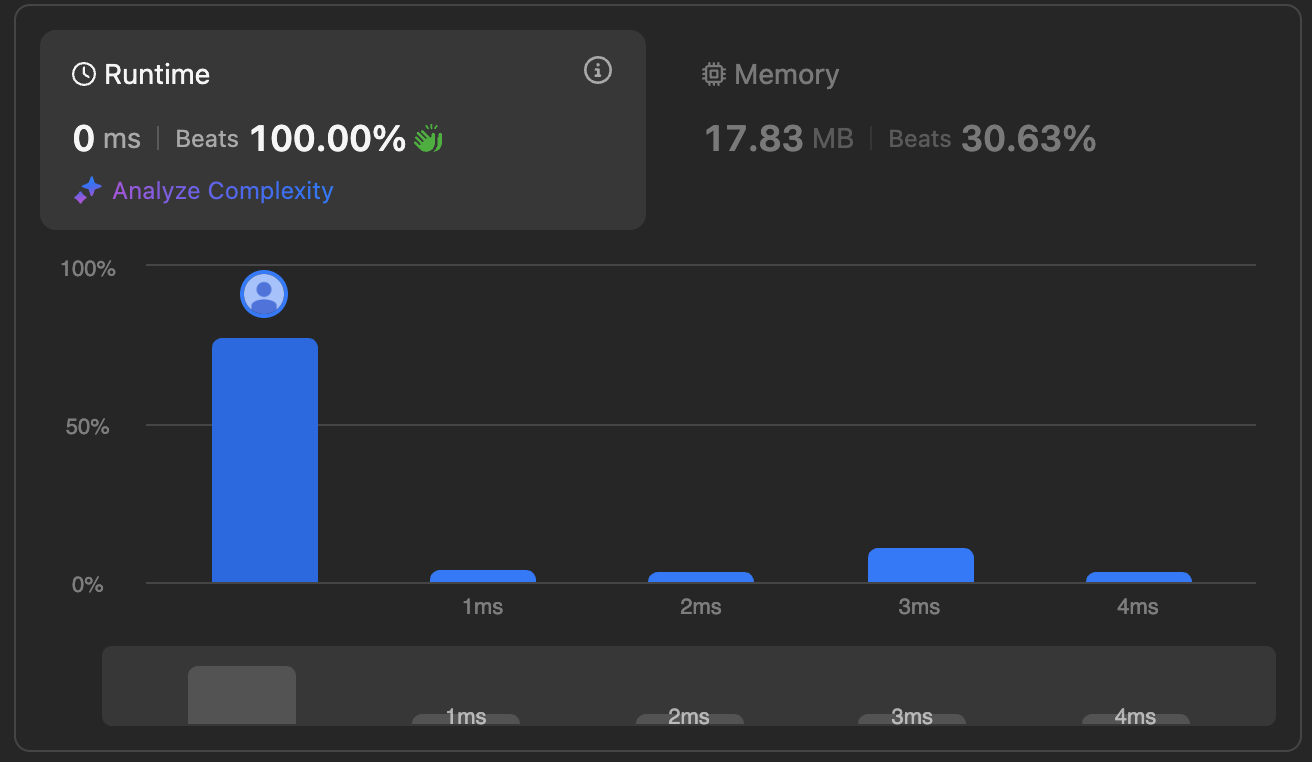 Runtime
0 ms | Beats 100.00%
Analyze Complexity
Memory
17.83 MB | Beats 30.63%
100%
50%
0%
1ms 2ms 3ms 4ms
1ms 2ms 3ms 4ms